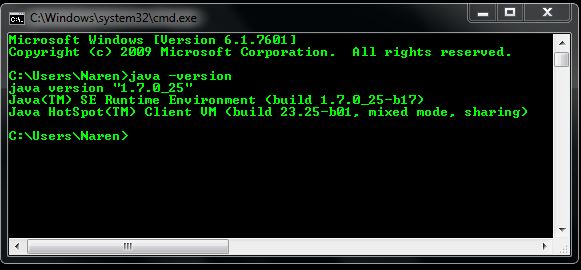 C:\Windows\system32\cmd.exe
Microsoft Windows [Version 6.1.7601]
Copyright (c) 2009 Microsoft Corporation.  All rights reserved.
C:\Users\Naren>java -version
java version "1.7.0_25"
Java(TM) SE Runtime Environment (build 1.7.0_25-b17)
Java HotSpot(TM) Client VM (build 23.25-b01, mixed mode, sharing)
C:\Users\Naren>